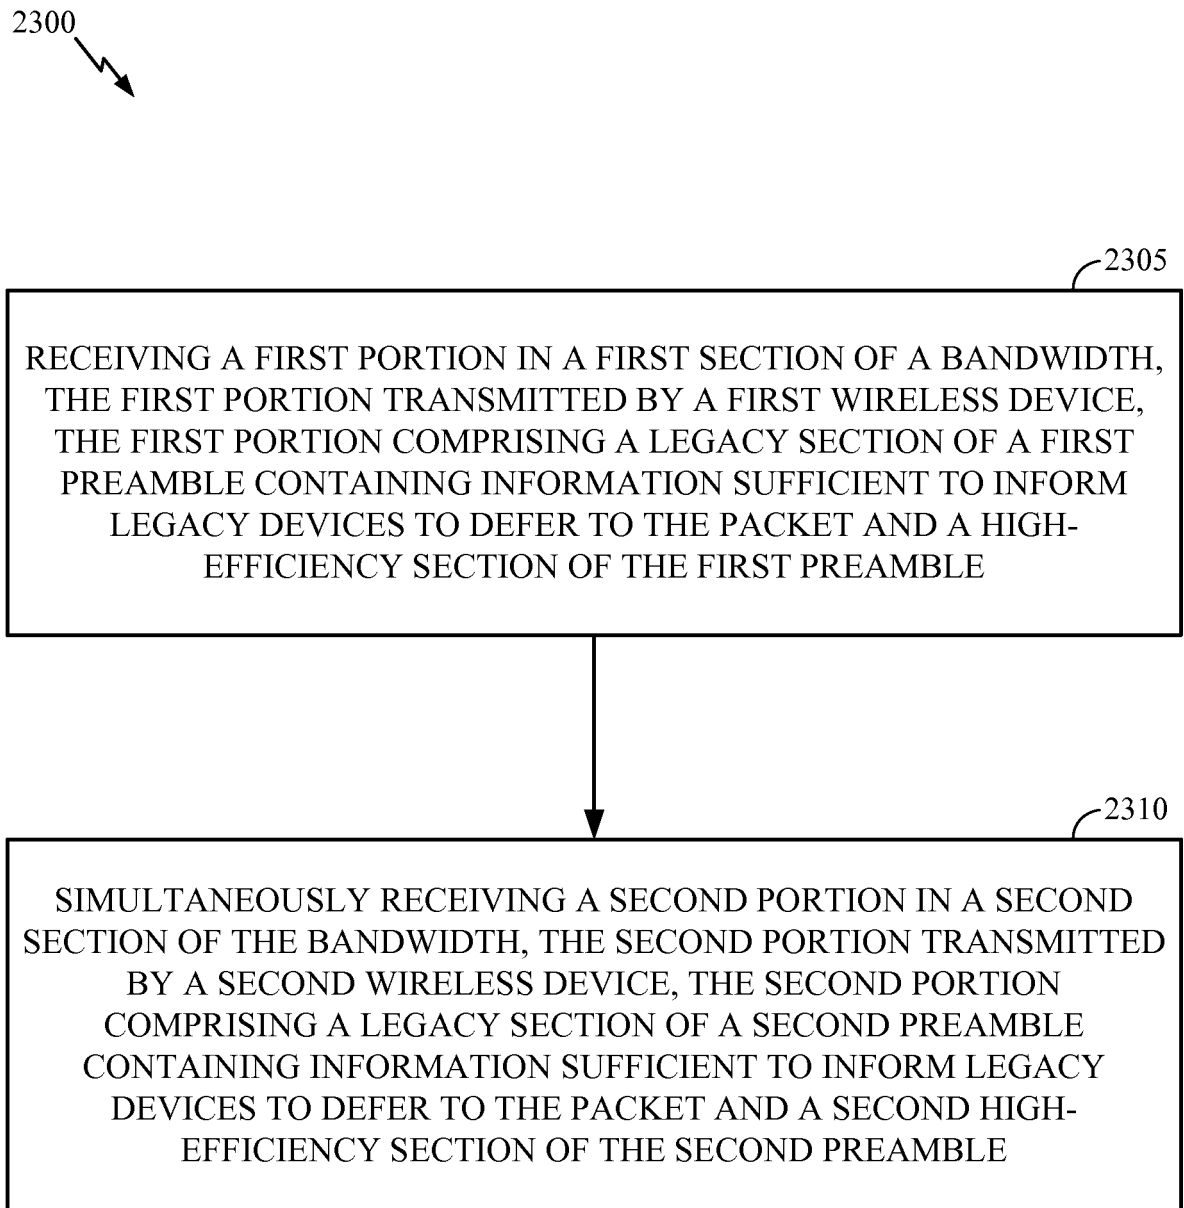 2300
2305
RECEIVING A FIRST PORTION IN A FIRST SECTION OF A BANDWIDTH,
THE FIRST PORTION TRANSMITTED BY A FIRST WIRELESS DEVICE,
THE FIRST PORTION COMPRISING A LEGACY SECTION OF A FIRST
PREAMBLE CONTAINING INFORMATION SUFFICIENT TO INFORM
LEGACY DEVICES TO DEFER TO THE PACKET AND A HIGH-
EFFICIENCY SECTION OF THE FIRST PREAMBLE
2310
SIMULTANEOUSLY RECEIVING A SECOND PORTION IN A SECOND
SECTION OF THE BANDWIDTH, THE SECOND PORTION TRANSMITTED
BY A SECOND WIRELESS DEVICE, THE SECOND PORTION
COMPRISING A LEGACY SECTION OF A SECOND PREAMBLE
CONTAINING INFORMATION SUFFICIENT TO INFORM LEGACY
DEVICES TO DEFER TO THE PACKET AND A SECOND HIGH-
EFFICIENCY SECTION OF THE SECOND PREAMBLE